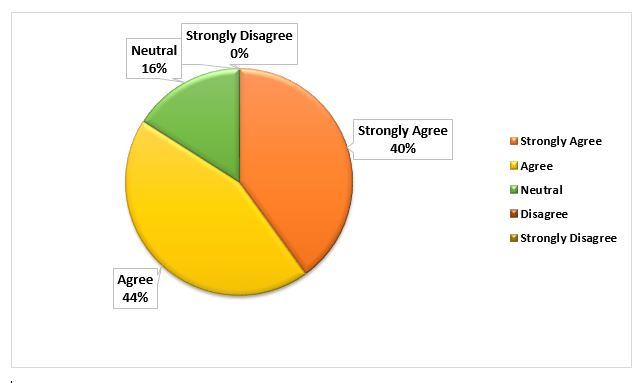 Strongly Disagree
0%
Neutral
16%
Strongly Agree
40%
Agree
44%
Strongly Agree
Agree
Neutral
Disagree
Strongly Disagree